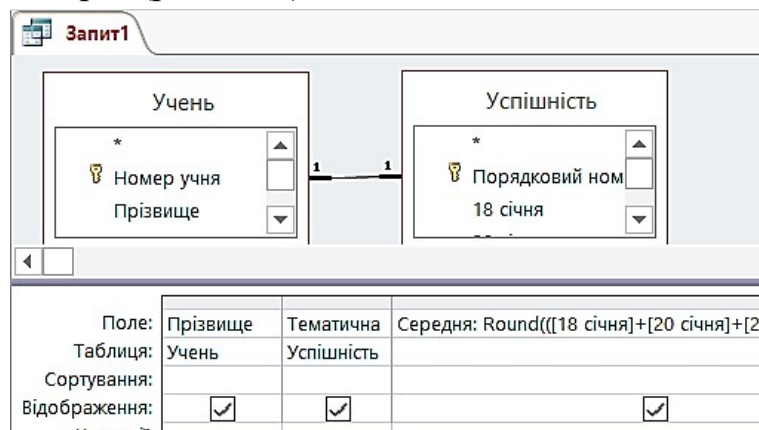 Запит1
Учень
Успішність
*
*
Номер учня
Порядковий ном
Прізвище
18 січня
1
1
Поле: Прізвище Тематична Середня: Round(([18 січня]+[20 січня]+[2
Таблиця: Учень Успішність
Сортування:
Відображення: